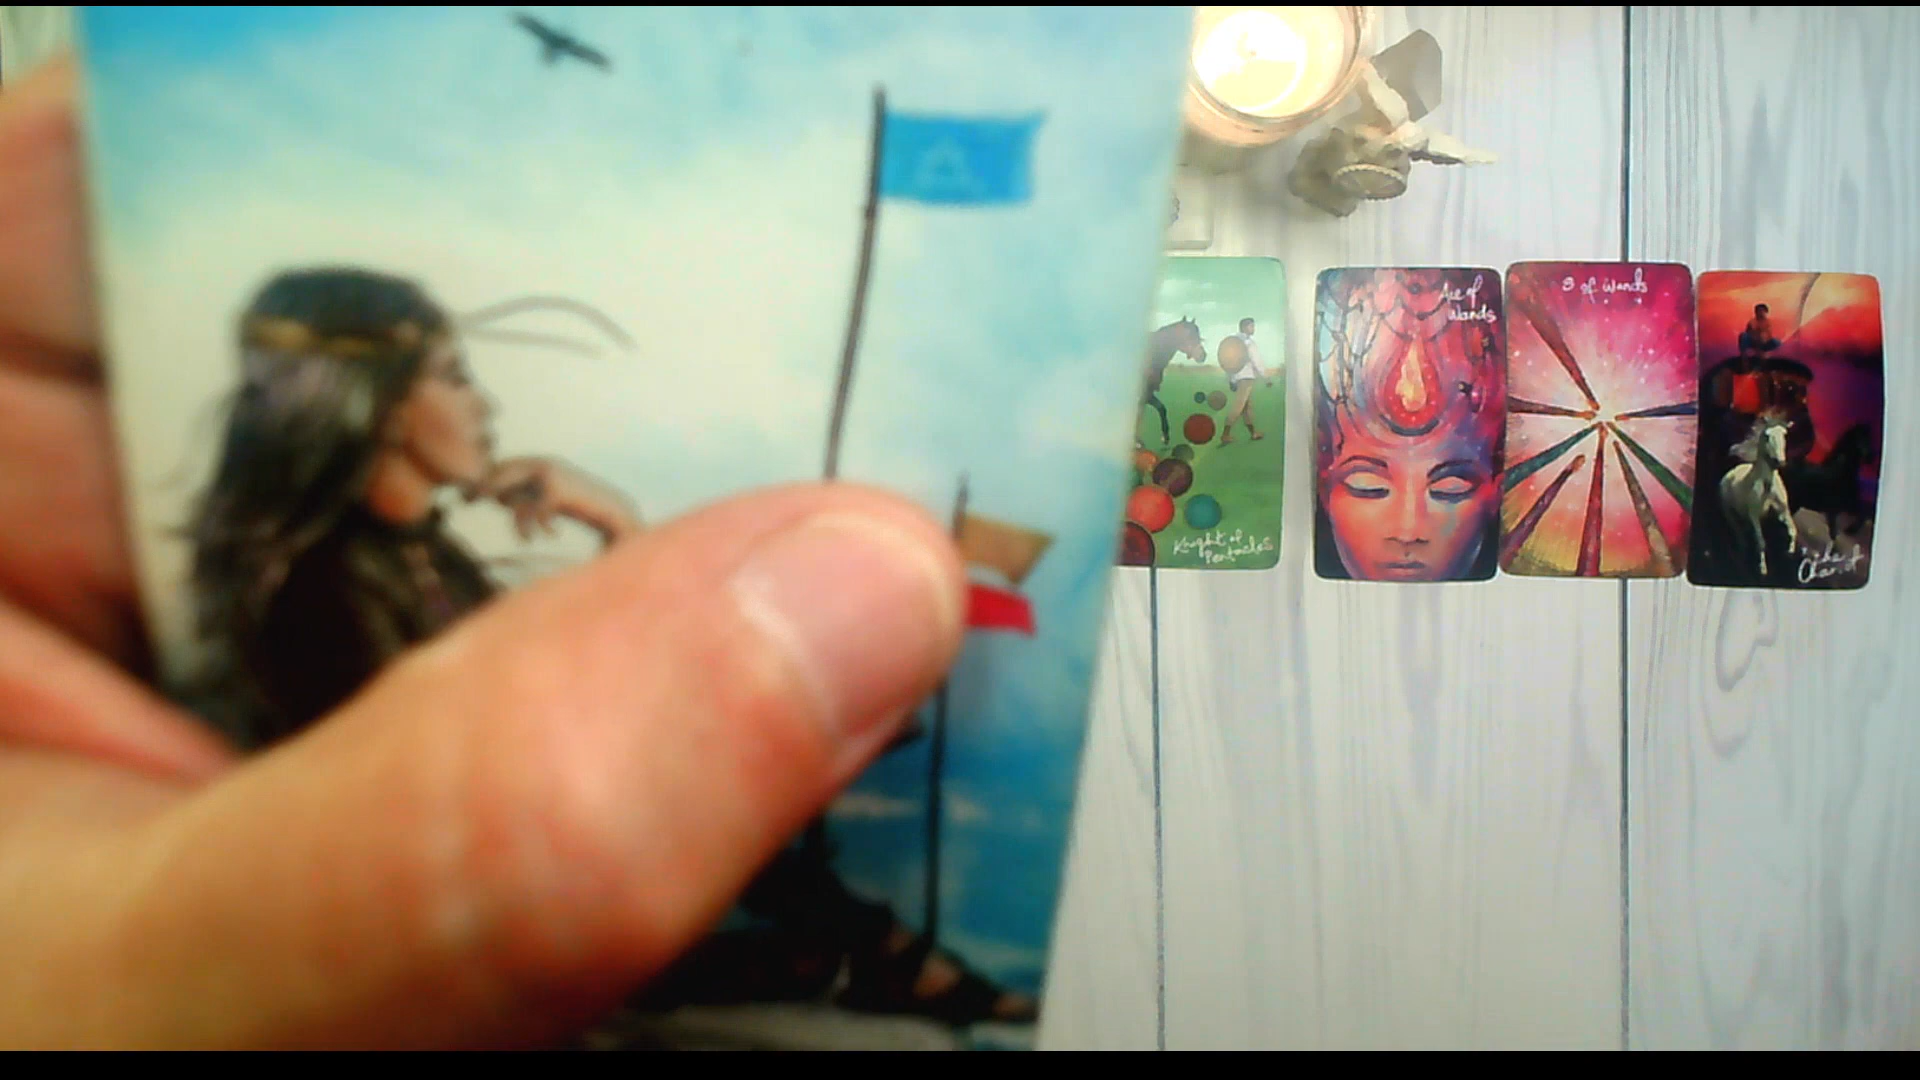 Knight of
Pentacles
Ace of
Wands
8 of Wands
The
Chariot